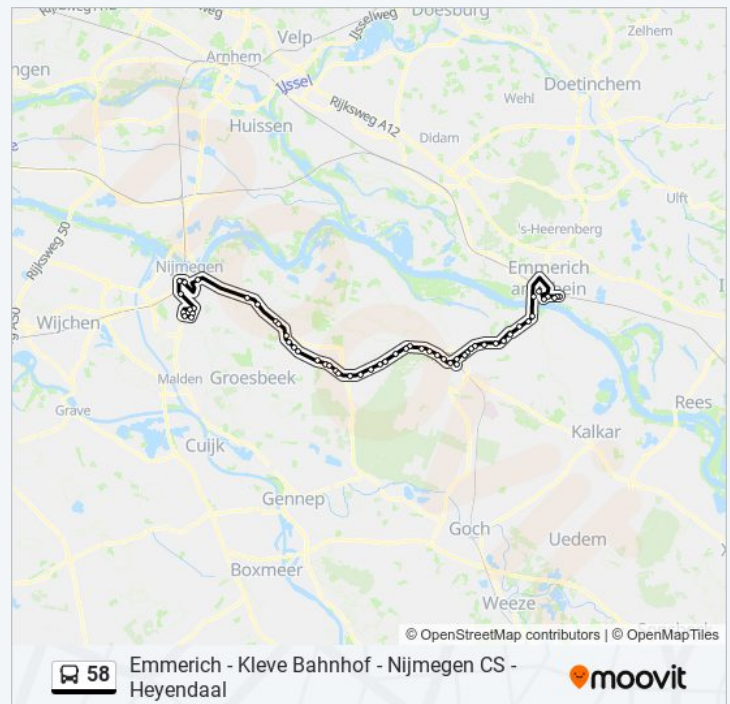 Doesburg
IJsselweg
Velp
Zelhem
Arnhem
IJssel
Doetinchem
Rijksweg A12
Wehl
Huissen
Didam
Ulft
's-Heerenberg
Rijksweg 50
Nijmegen
Emmerich
am Rhein
Wijchen
A50
Malden
Groesbeek
Rees
Grave
Kalkar
Cuijk
Gennep
Goch
Uedem
Boxmeer
Weeze
© OpenStreetMap contributors | © OpenMapTiles
58 Emmerich - Kleve Bahnhof - Nijmegen CS -
Heyendaal
moovit